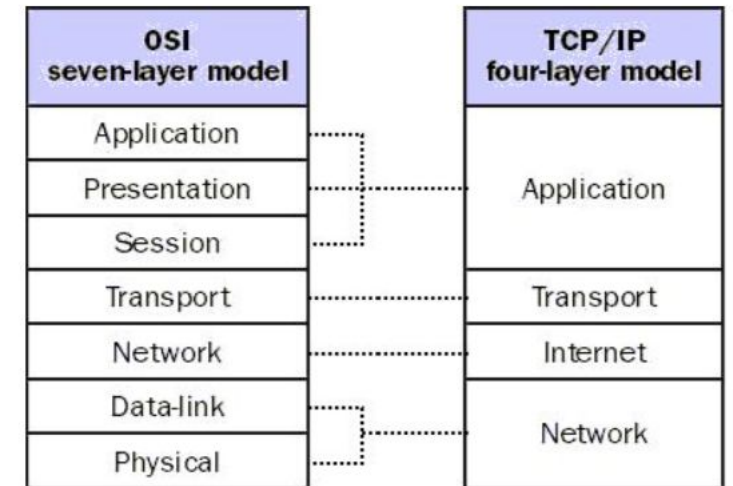 OSI
seven-layer model
Application
Presentation
Session
Transport
Network
Data-link
Physical
TCP/IP
four-layer model
Application
Transport
Internet
Network